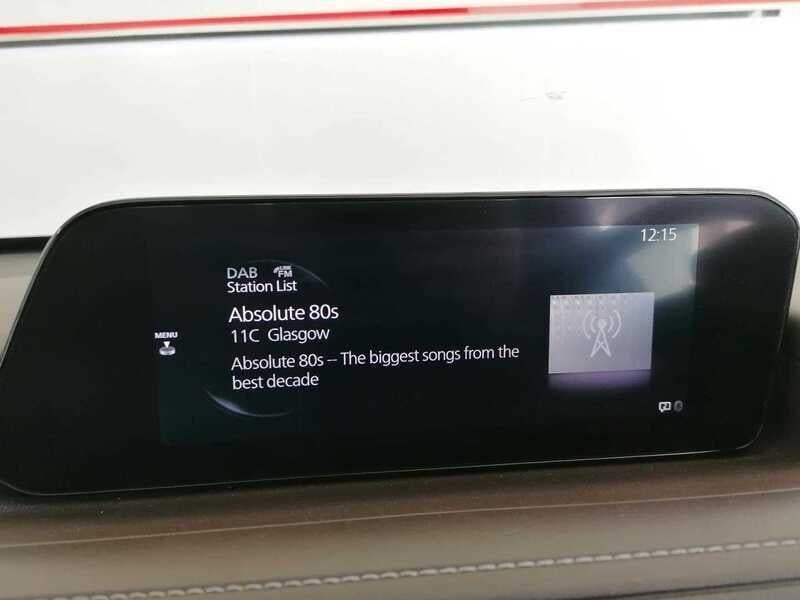 12:15
DAB LINK FM
Station List
Absolute 80s
11C Glasgow
MENU
Absolute 80s -- The biggest songs from the
best decade